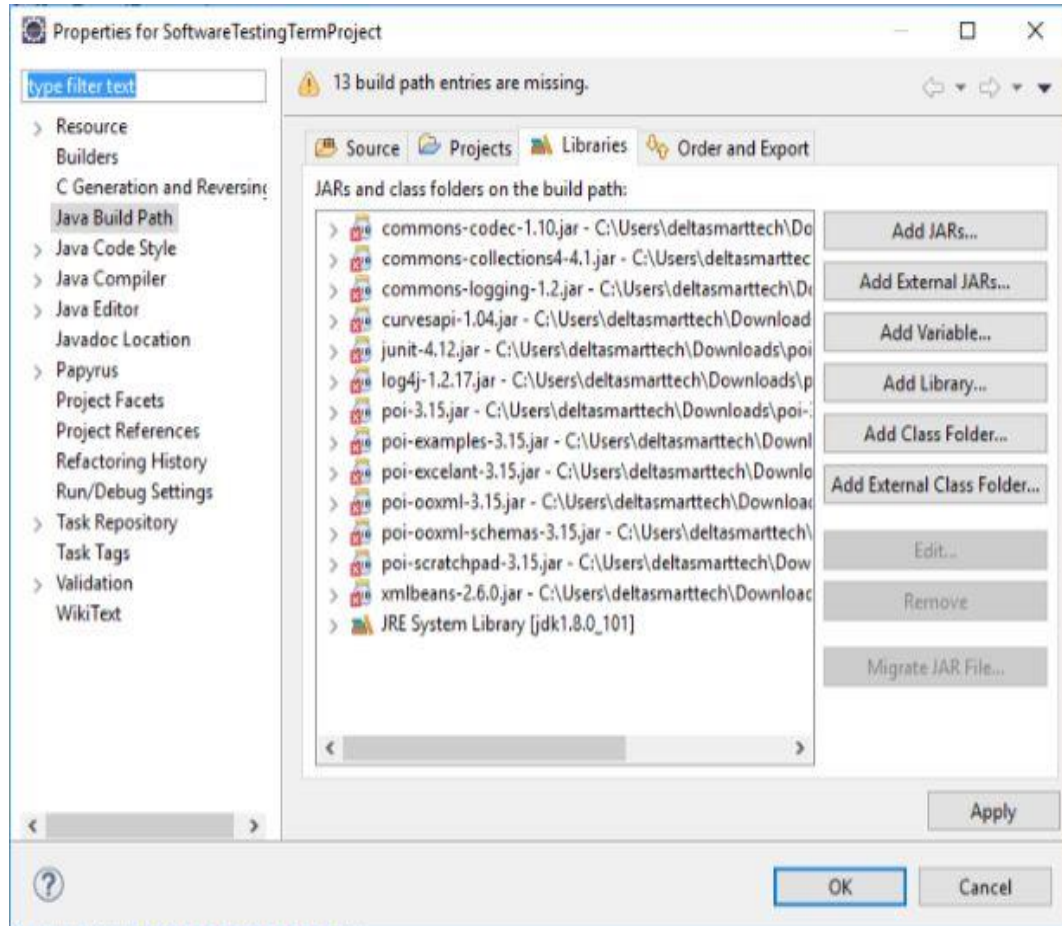 Properties for SoftwareTestingTermProject
type filter text
13 build path entries are missing.
Resource
Builders
C Generation and Reversing
Java Build Path
Java Code Style
Java Compiler
Java Editor
Javadoc Location
Papyrus
Project Facets
Project References
Refactoring History
Run/Debug Settings
Task Repository
Task Tags
Validation
WikiText
Source Projects Libraries Order and Export
JARs and class folders on the build path:
commons-codec-1.10.jar - C:\Users\deltasmarttech\Do
commons-collections4-4.1.jar - C:\Users\deltasmarttec
commons-logging-1.2.jar - C:\Users\deltasmarttech\Do
curvesapi-1.04.jar - C:\Users\deltasmarttech\Download
junit-4.12.jar - C:\Users\deltasmarttech\Downloads\poi
log4j-1.2.17.jar - C:\Users\deltasmarttech\Downloads\p
poi-3.15.jar - C:\Users\deltasmarttech\Downloads\poi-
poi-examples-3.15.jar - C:\Users\deltasmarttech\Downl
poi-excelant-3.15.jar - C:\Users\deltasmarttech\Downlo
poi-ooxml-3.15.jar - C:\Users\deltasmarttech\Downloac
poi-ooxml-schemas-3.15.jar - C:\Users\deltasmarttech\
poi-scratchpad-3.15.jar - C:\Users\deltasmarttech\Dow
xmlbeans-2.6.0.jar - C:\Users\deltasmarttech\Downloac
JRE System Library [jdk1.8.0_101]
Add JARs...
Add External JARs...
Add Variable...
Add Library...
Add Class Folder...
Add External Class Folder...
Edit...
Remove
Migrate JAR File...
Apply
OK Cancel